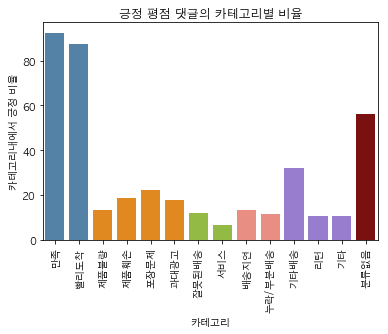 긍정 평점 댓글의 카테고리별 비율
카테고리내에서 긍정 비율
80
60
40
20
0
만족
빨리도착
제품불량
제품훼손
포장문제
과대광고
잘못된배송
서비스
배송지연
누락/부분배송
기타배송
리턴
기타
분류없음
카테고리